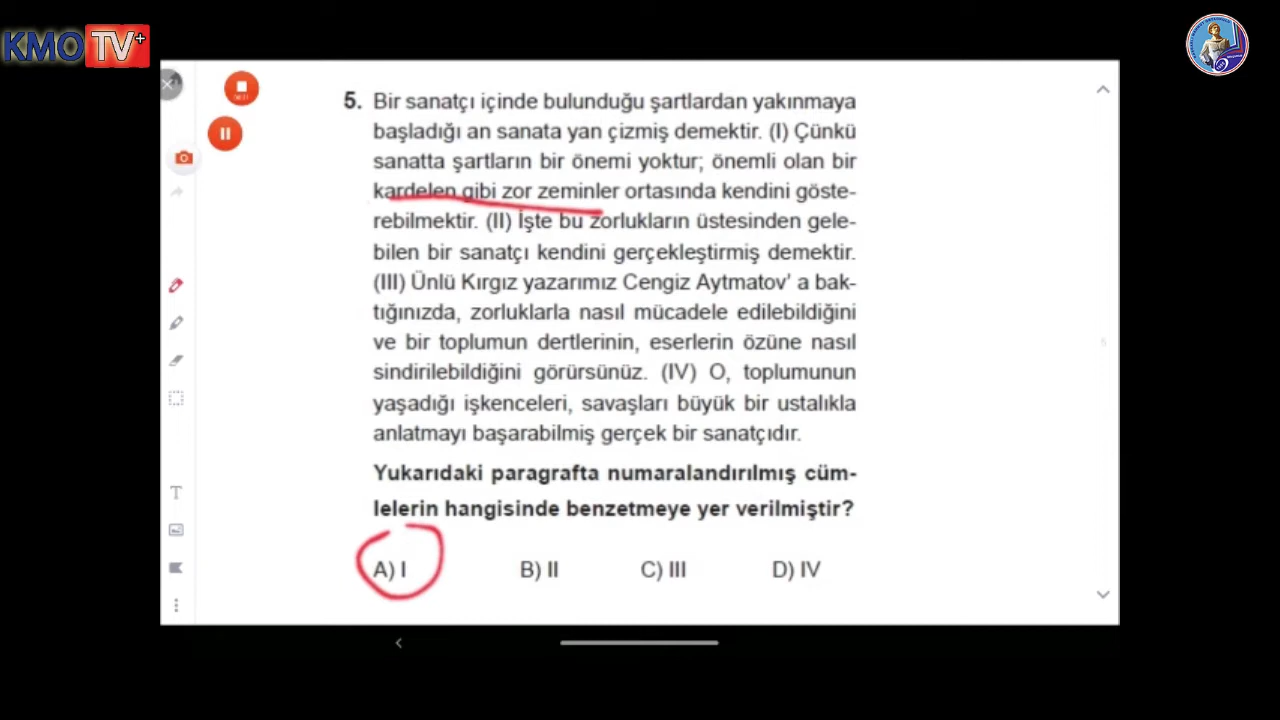 KMO TV+
5. Bir sanatçı içinde bulunduğu şartlardan yakınmaya
başladığı an sanata yan çizmiş demektir. (I) Çünkü
sanatta şartların bir önemi yoktur; önemli olan bir
kardelen gibi zor zeminler ortasında kendini göste-
rebilmektir. (II) İşte bu zorlukların üstesinden gele-
bilen bir sanatçı kendini gerçekleştirmiş demektir.
(III) Ünlü Kırgız yazarımız Cengiz Aytmatov’ a bak-
tığınızda, zorluklarla nasıl mücadele edilebildiğini
ve bir toplumun dertlerinin, eserlerin özüne nasıl
sindirilebildiğini görürsünüz. (IV) O, toplumunun
yaşadığı işkenceleri, savaşları büyük bir ustalıkla
anlatmayı başarabilmiş gerçek bir sanatçıdır.
Yukarıdaki paragrafta numaralandırılmış cüm-
lelerin hangisinde benzetmeye yer verilmiştir?
A) I B) II C) III D) IV